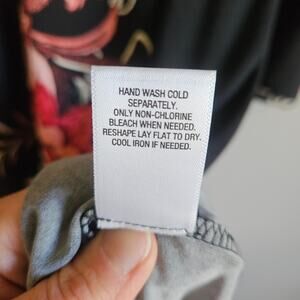 HAND WASH COLD
SEPARATELY.
ONLY NON-CHLORINE
BLEACH WHEN NEEDED.
RESHAPE LAY FLAT TO DRY.
COOL IRON IF NEEDED.